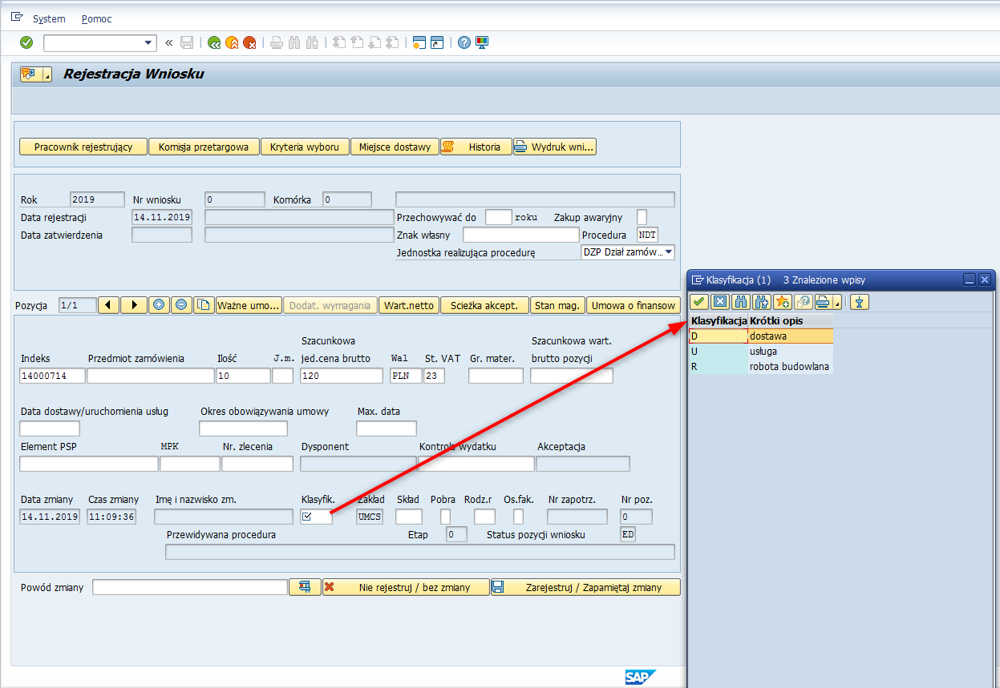 System Pomoc
Rejestracja Wniosku
Pracownik rejestrujący Komisja przetargowa Kryteria wyboru Miejsce dostawy Historia Wydruk wni...
Rok 2019 Nr wniosku 0 Komórka 0
Data rejestracji 14.11.2019 Przechowywać do roku Zakup awaryjny
Data zatwierdzenia Znak własny Procedura NDT
Jednostka realizująca procedurę DZP Dział zamów...
Klasyfikacja (1) 3 Znalezione wpisy
Pozycja 1/1 Ważne umo... Dodat. wymagania Wart.netto Scieżka akcept. Stan mag. Umowa o finansow
Klasyfikacja Krótki opis
D dostawa
U usługa
R robota budowlana
Szacunkowa Szacunkowa wart.
Indeks Przedmiot zamówienia Ilość J.m. jed.cena brutto Wal St. VAT Gr. mater. brutto pozycji
14000714 10 120 PLN 23
Data dostawy/uruchomienia usług Okres obowiązywania umowy Max. data
Element PSP MPK Nr. zlecenia Dysponent Kontrola wydatku Akceptacja
Data zmiany Czas zmiany Imę i nazwisko zm. Klasyfik. Zakład Skład Pobra Rodz.r Os.fak. Nr zapotrz. Nr poz.
14.11.2019 11:09:36 UMCS 0
Przewidywana procedura Etap 0 Status pozycji wniosku ED
Powód zmiany Nie rejestruj / bez zmiany Zarejestruj / Zapamiętaj zmiany
SAP